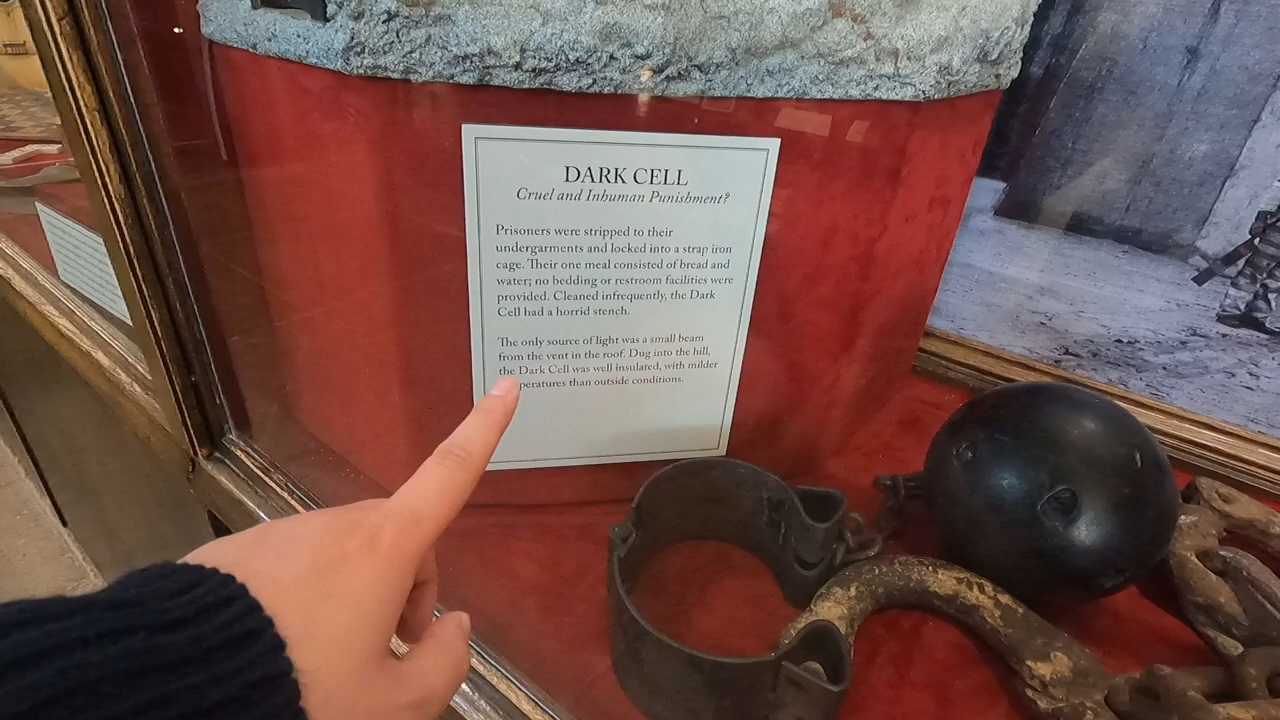 DARK CELL
Cruel and Inhuman Punishment?
Prisoners were stripped to their
undergarments and locked into a strap iron
cage. Their one meal consisted of bread and
water; no bedding or restroom facilities were
provided. Cleaned infrequently, the Dark
Cell had a horrid stench.
The only source of light was a small beam
from the vent in the roof. Dug into the hill,
the Dark Cell was well insulated, with milder
peratures than outside conditions.